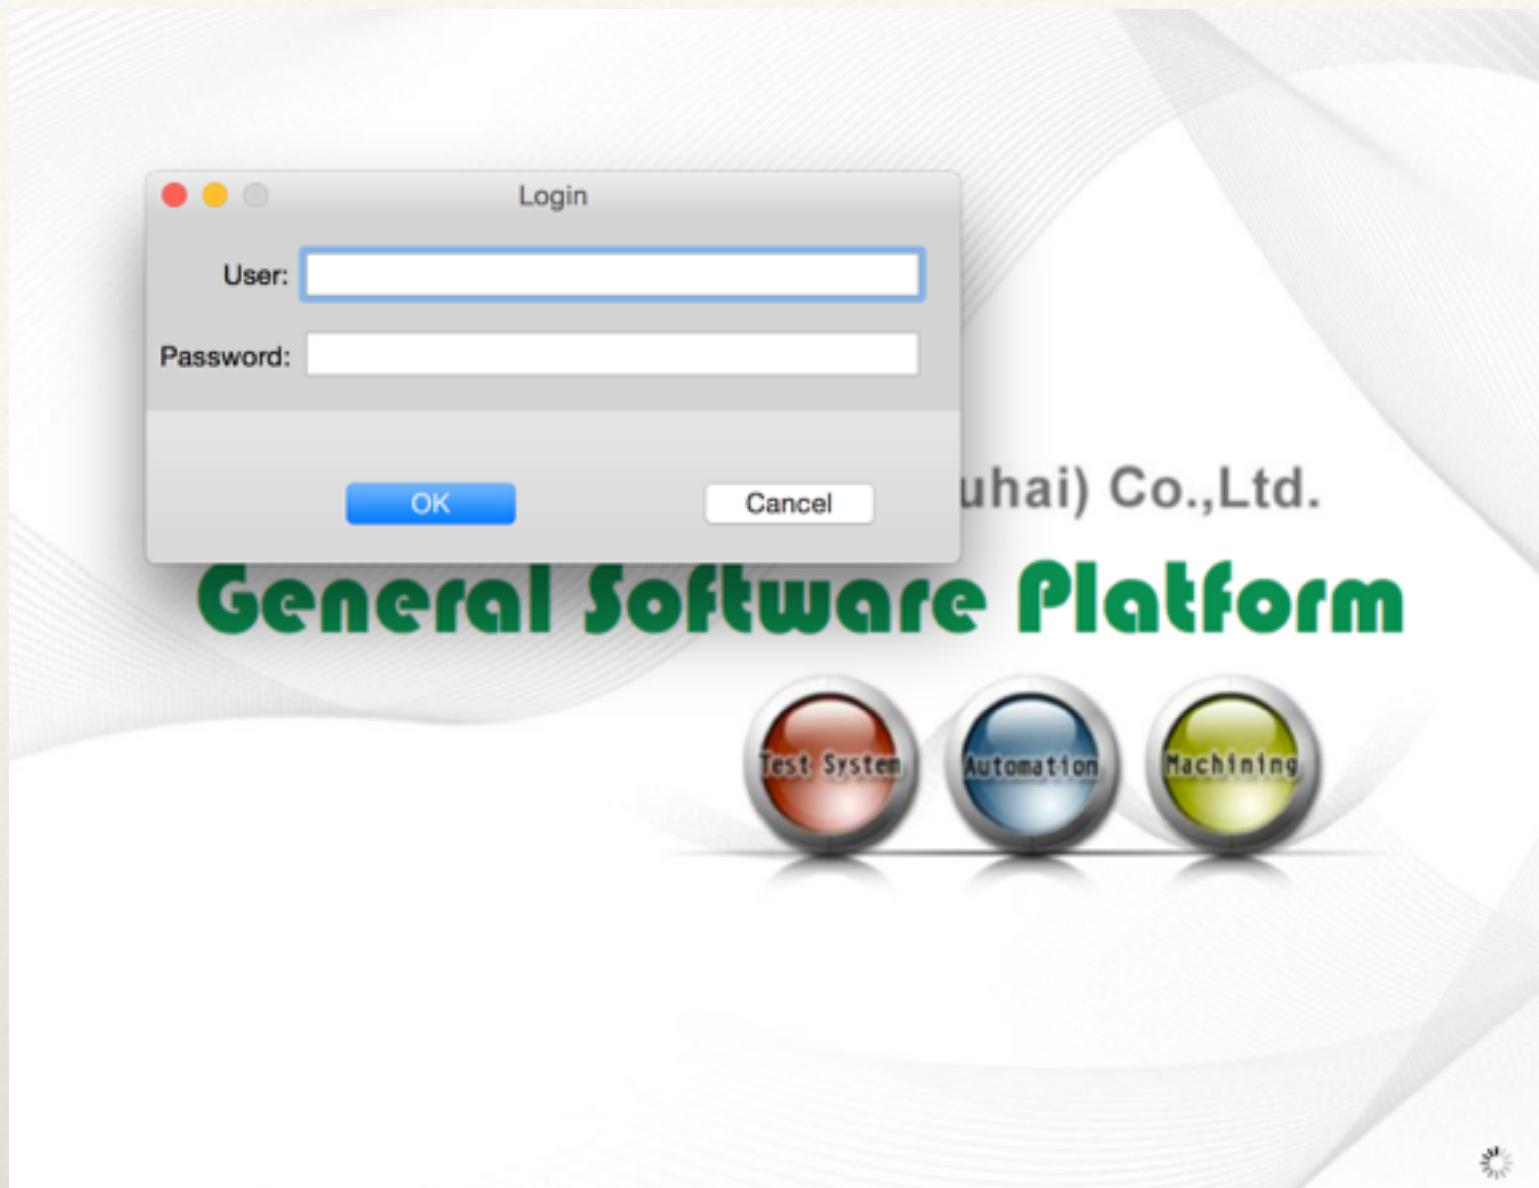 Login
User:
Password:
OK Cancel
uhai) Co.,Ltd.
General Software Platform
Test System Automation Machining